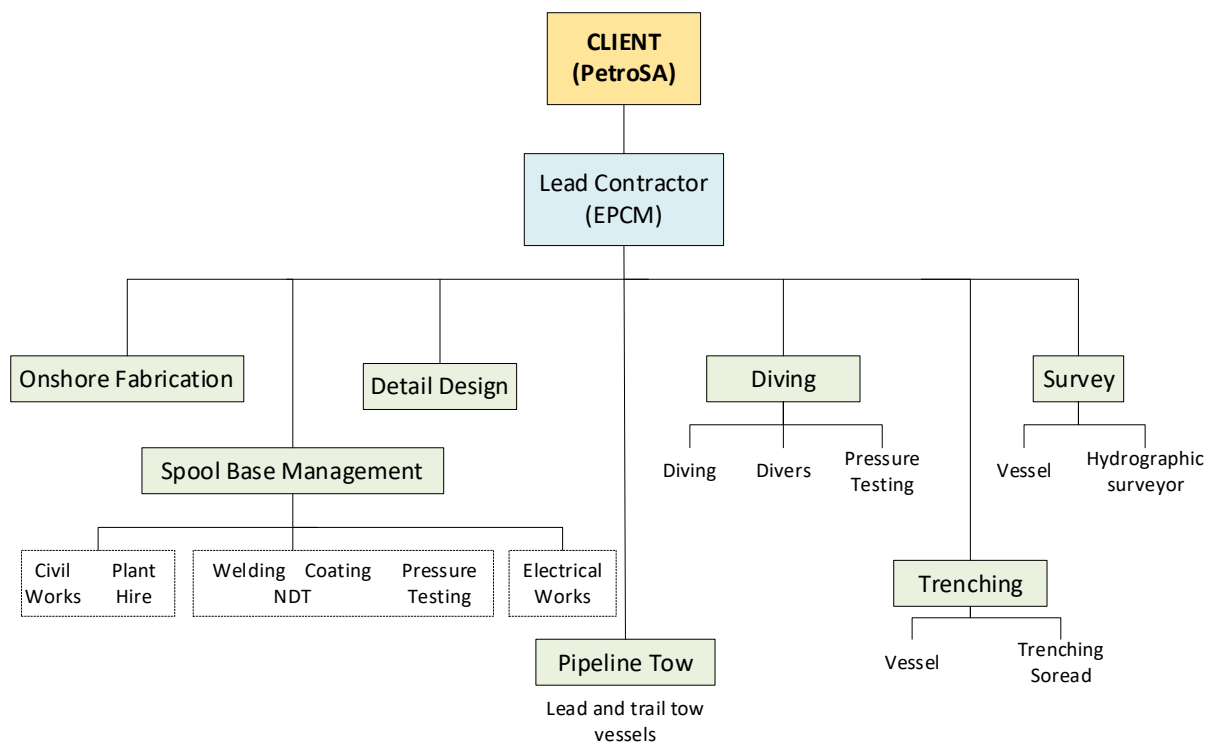 CLIENT
(PetroSA)
Lead Contractor
(EPCM)
Onshore Fabrication
Detail Design
Diving
Survey
Spool Base Management
Diving
Divers
Pressure
Testing
Vessel
Hydrographic
surveyor
Civil
Works
Plant
Hire
Welding Coating
NDT
Pressure
Testing
Electrical
Works
Trenching
Pipeline Tow
Vessel
Trenching
Soread
Lead and trail tow
vessels